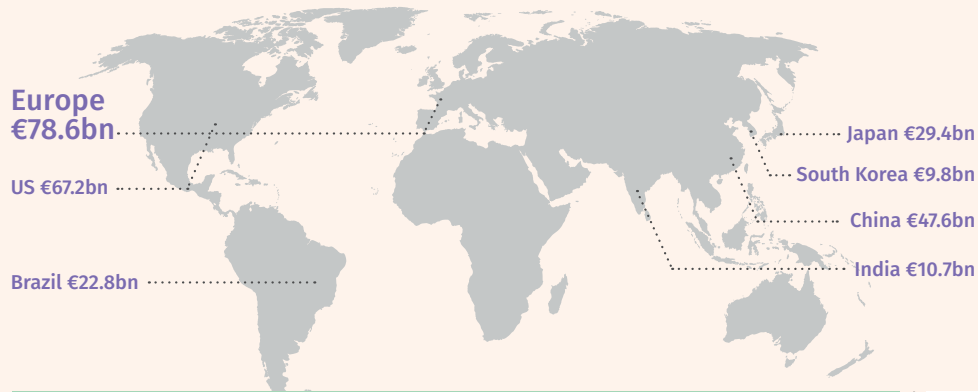 Europe
€78.6bn
US €67.2bn
Brazil €22.8bn
Japan €29.4bn
South Korea €9.8bn
China €47.6bn
India €10.7bn